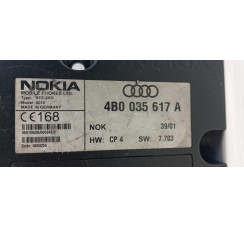 NOKIA
MOBILE PHONES LTD.
MADE IN GERMANY
CE168
4B0 035 617 A
NOK 39/01
HW: CP 4 SW: 7.703